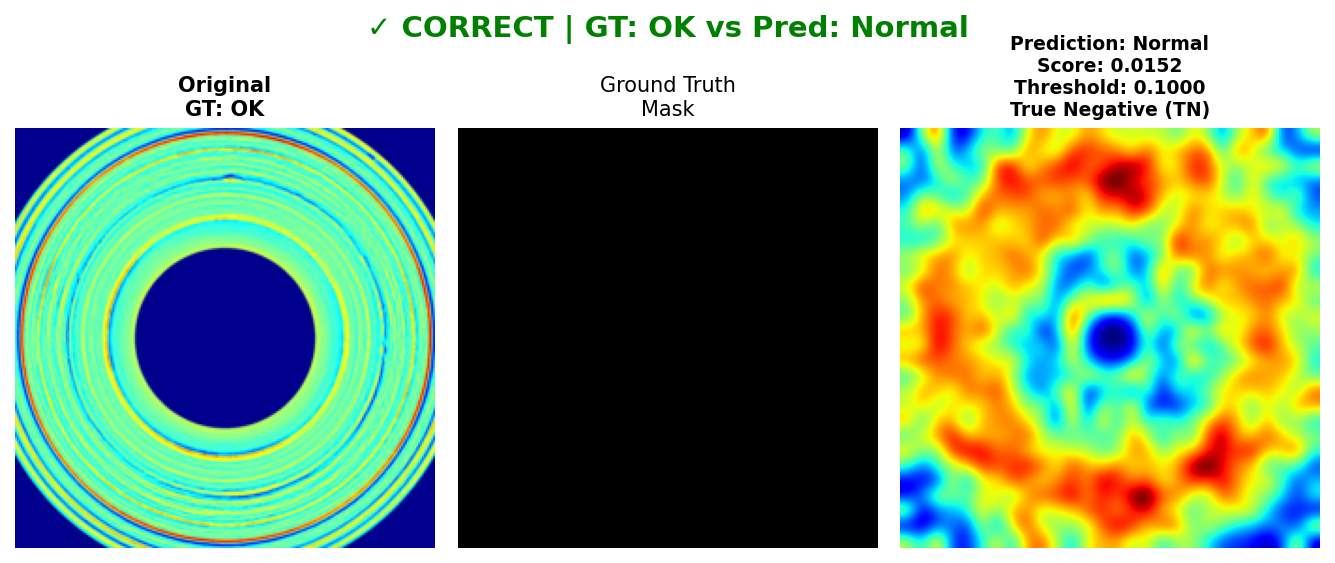 ✓ CORRECT | GT: OK vs Pred: Normal
Original
GT: OK
Ground Truth
Mask
Prediction: Normal
Score: 0.0152
Threshold: 0.1000
True Negative (TN)